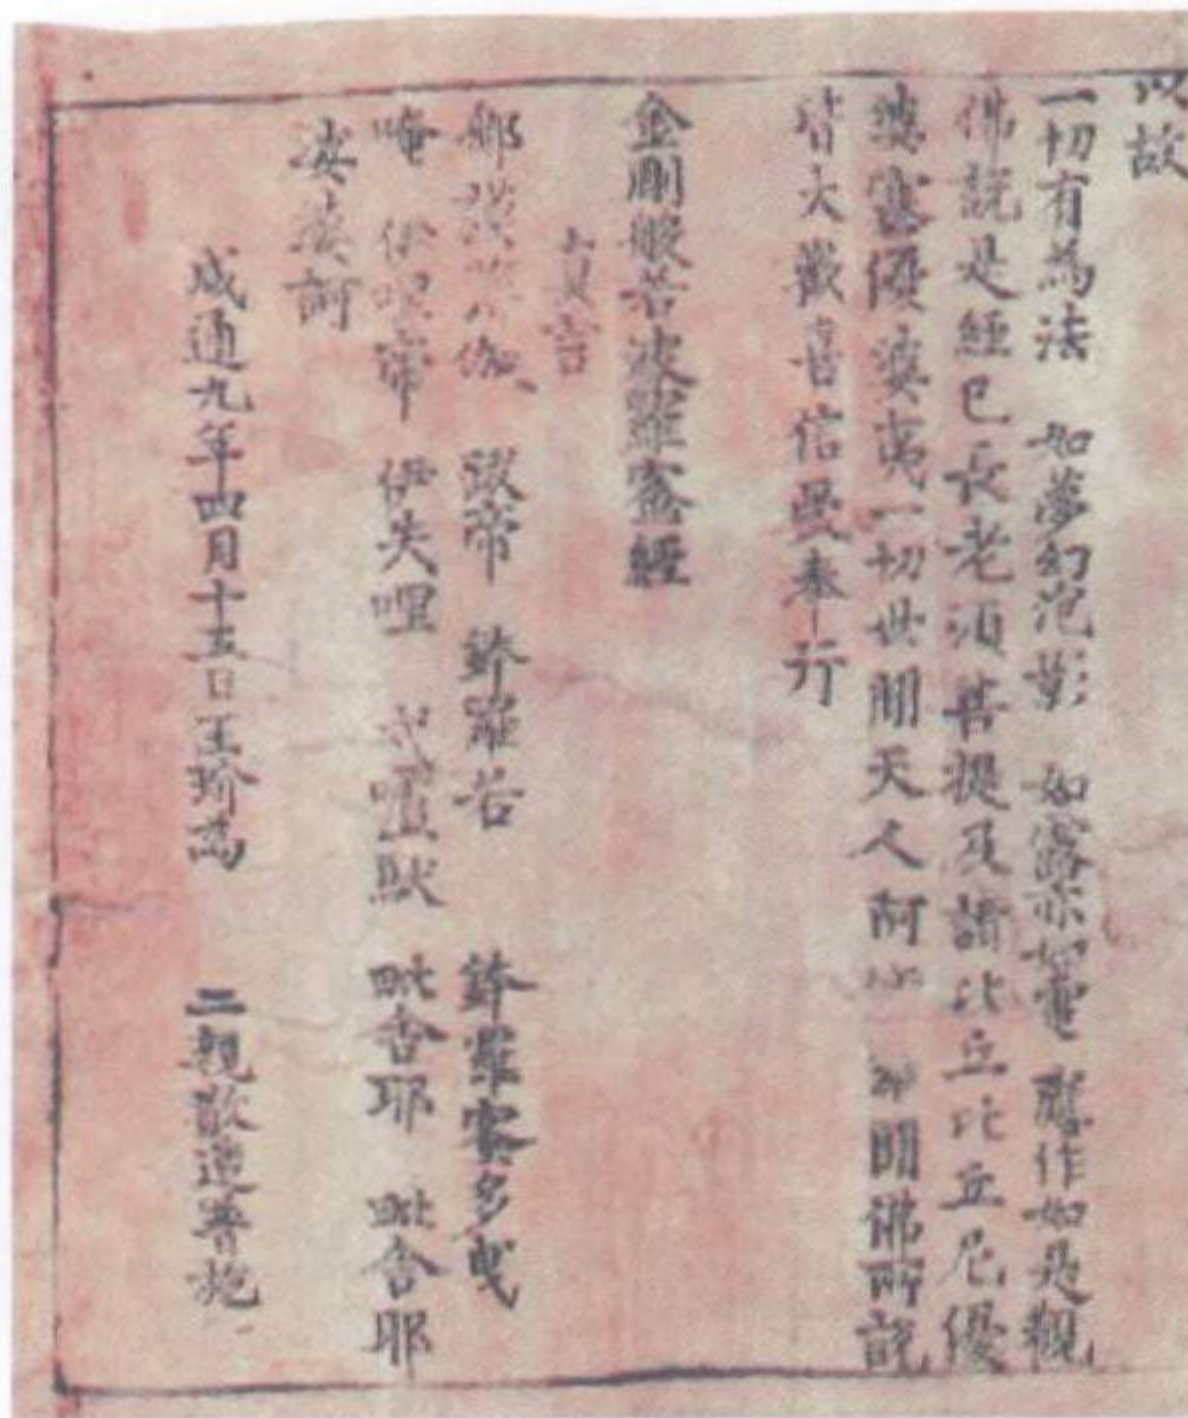 以故
一切有為法 如夢幻泡影 如露亦如電 應作如是觀
佛說是經已長老須菩提及諸比丘比丘尼優
婆塞優婆夷一切世間天人阿 聞佛所說
皆大歡喜信受奉行
金剛般若波羅蜜經
真言
那謨 伽 跋帝 鉢羅若 鉢羅蜜多曳
唵 伊 帝 伊失哩 戍嚧馱 毗舍耶 毗舍耶
娑婆訶
咸通九年四月十五日王玠為 二親敬造普施